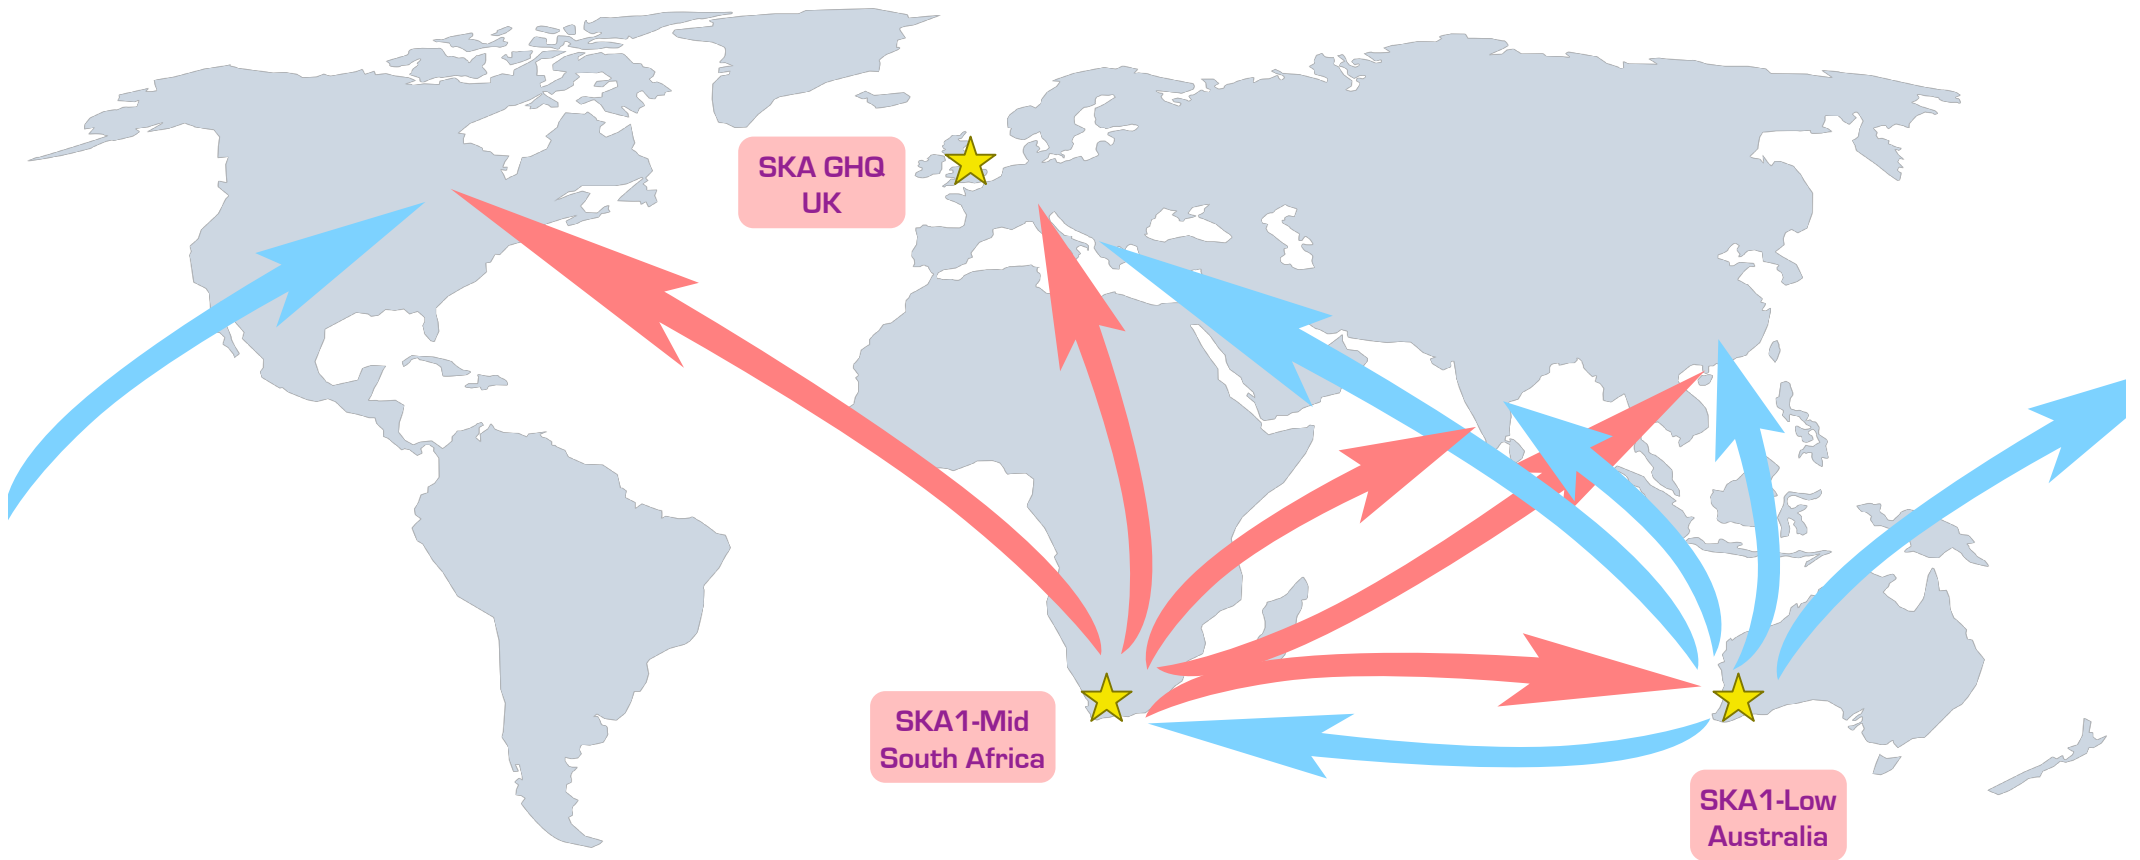 SKA GHQ
UK
SKA1-Mid
South Africa
SKA1-Low
Australia